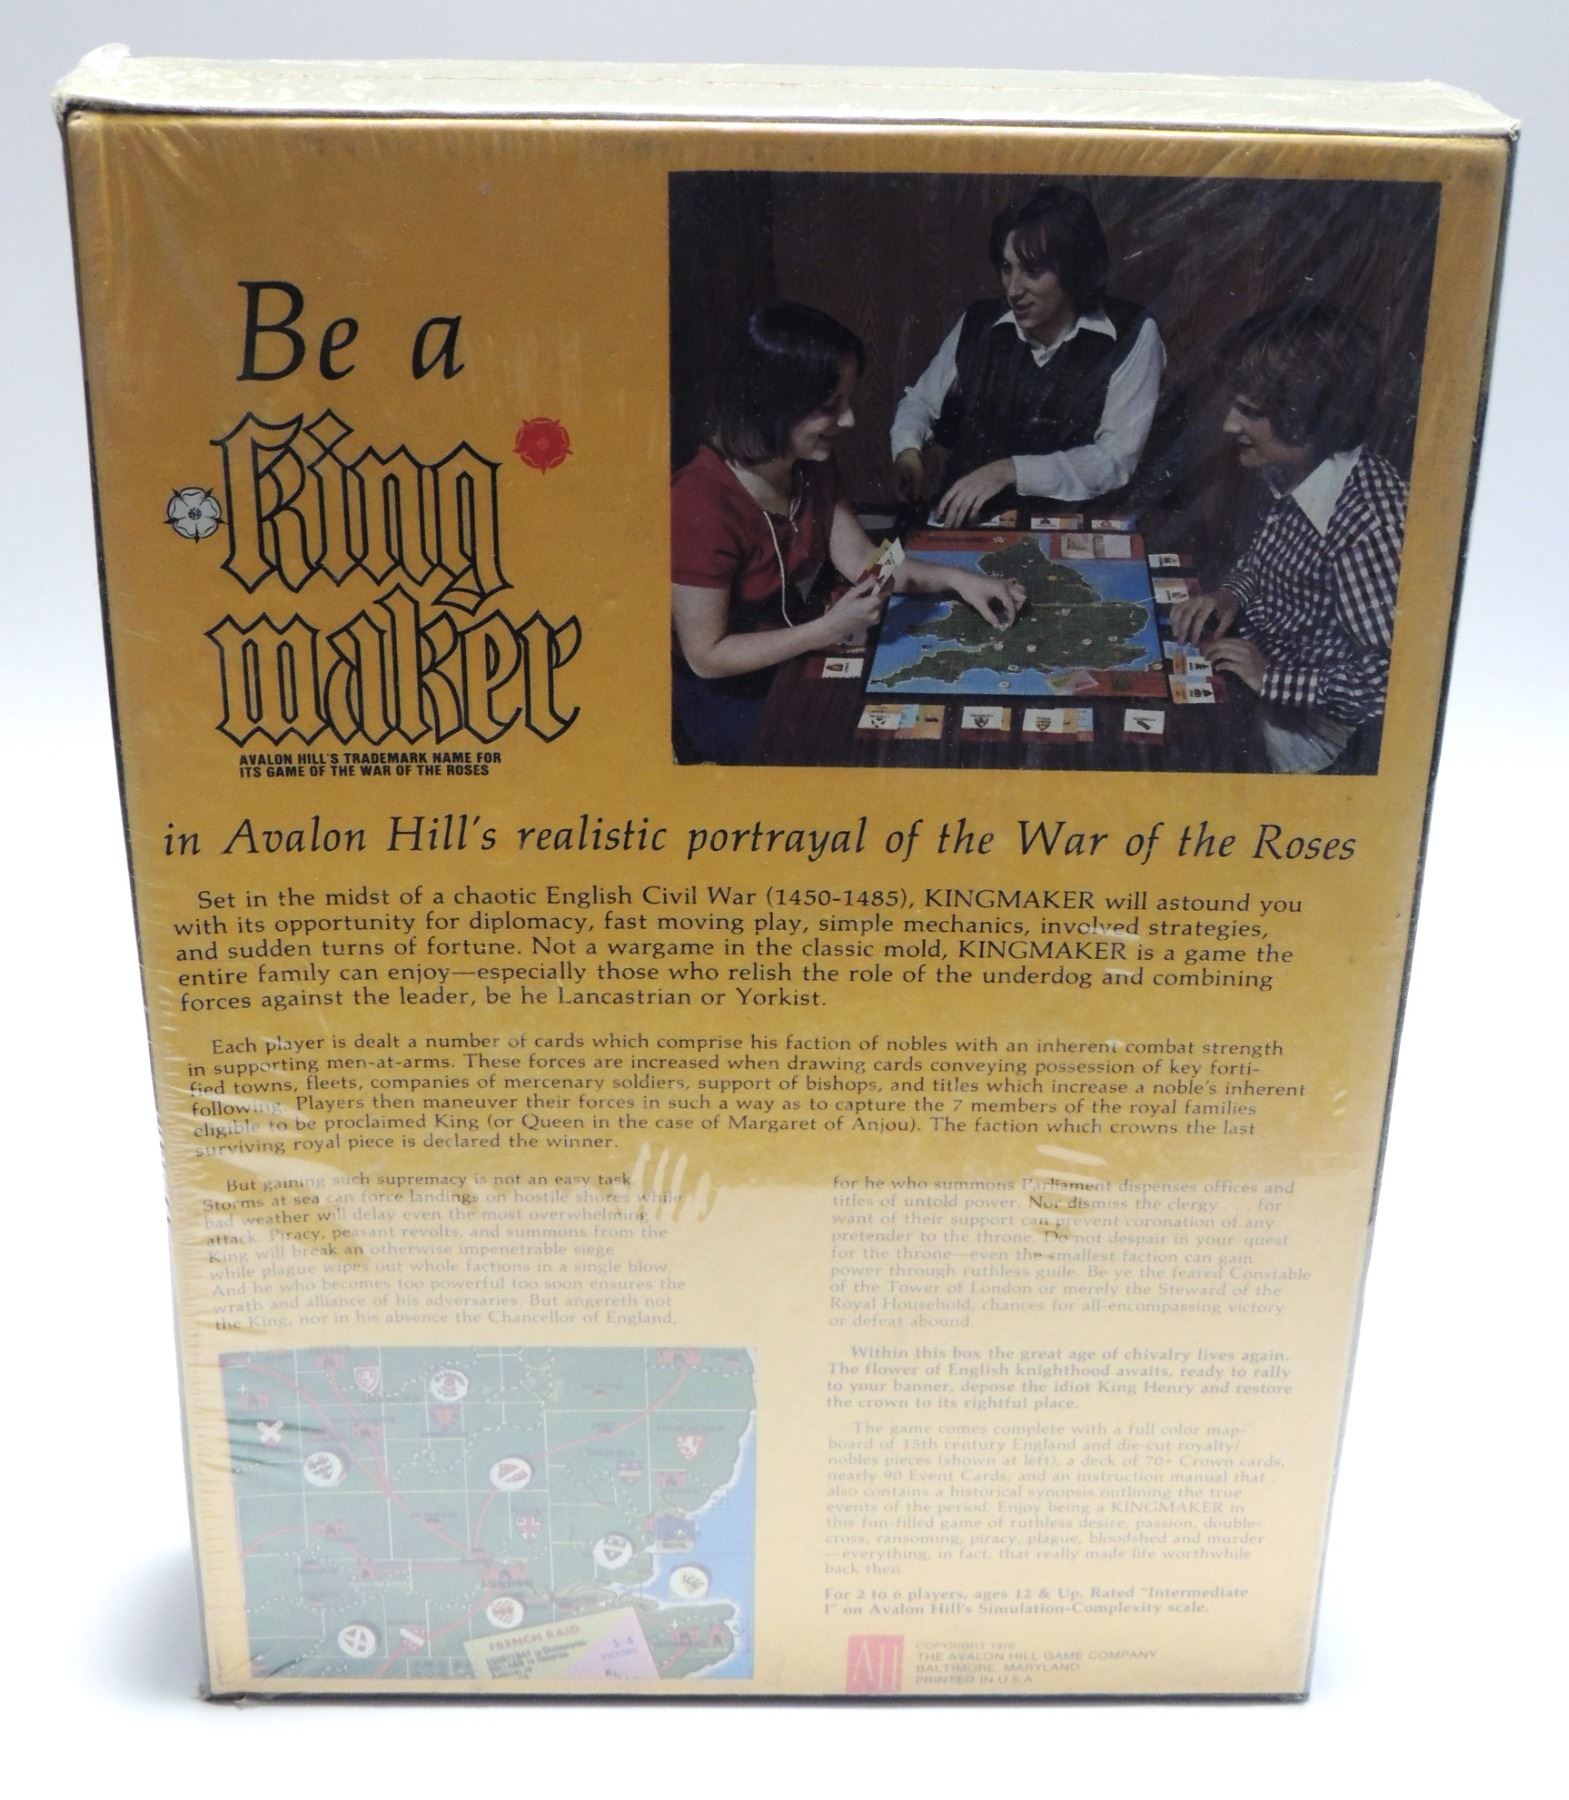 Be a
King
maker
AVALON HILL'S TRADEMARK NAME FOR
ITS GAME OF THE WAR OF THE ROSES
in Avalon Hill's realistic portrayal of the War of the Roses
Set in the midst of a chaotic English Civil War (1450-1485), KINGMAKER will astound you
with its opportunity for diplomacy, fast moving play, simple mechanics, involved strategies,
and sudden turns of fortune. Not a wargame in the classic mold, KINGMAKER is a game the
entire family can enjoy—especially those who relish the role of the underdog and combining
forces against the leader, be he Lancastrian or Yorkist.
Each player is dealt a number of cards which comprise his faction of nobles with an inherent combat strength
in supporting men-at-arms. These forces are increased when drawing cards conveying possession of key forti-
fied towns, fleets, companies of mercenary soldiers, support of bishops, and titles which increase a noble's inherent
following. Players then maneuver their forces in such a way as to capture the 7 members of the royal families
eligible to be proclaimed King (or Queen in the case of Margaret of Anjou). The faction which crowns the last
surviving royal piece is declared the winner.
But gaining such supremacy is not an easy task.
Storms at sea can force landings on hostile shores while
bad weather will delay even the most overwhelming
attack. Piracy, peasant revolts, and summons from the
King will break an otherwise impenetrable siege
while plague wipes out whole factions in a single blow.
And he who becomes too powerful too soon ensures the
wrath and alliance of his adversaries. But angereth not
the King, nor in his absence the Chancellor of England,
for he who summons Parliament dispenses offices and
titles of untold power. Nor dismiss the clergy . . . for
want of their support can prevent coronation of any
pretender to the throne. Do not despair in your quest
for the throne—even the smallest faction can gain
power through ruthless guile. Be ye the feared Constable
of the Tower of London or merely the Steward of the
Royal Household, chances for all-encompassing victory
or defeat abound.
Within this box the great age of chivalry lives again.
The flower of English knighthood awaits, ready to rally
to your banner, depose the idiot King Henry and restore
the crown to its rightful place.
The game comes complete with a full color map-
board of 15th century England and die-cut royalty/
nobles pieces (shown at left), a deck of 70+ Crown cards,
nearly 90 Event Cards, and an instruction manual that
also contains a historical synopsis outlining the true
events of the period. Enjoy being a KINGMAKER in
this fun-filled game of ruthless desire, passion, double-
cross, ransoming, piracy, plague, bloodshed and murder
—everything, in fact, that really made life worthwhile
back then.
For 2 to 6 players, ages 12 & Up. Rated "Intermediate
I" on Avalon Hill's Simulation-Complexity scale.
LONDON
FRENCH RAID
5-4
VICTORY
AH
COPYRIGHT 1976
THE AVALON HILL GAME COMPANY
BALTIMORE, MARYLAND
PRINTED IN U S A